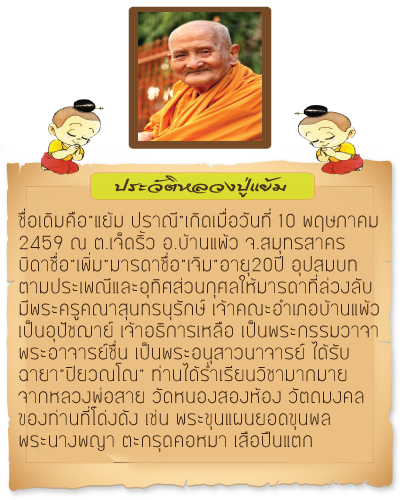 ประวัติหลวงปู่แย้ม
ชื่อเดิมคือ"แย้ม ปราณี"เกิดเมื่อวันที่ 10 พฤษภาคม
2459 ณ ต.เจ็ดริ้ว อ.บ้านแพ้ว จ.สมุทรสาคร
บิดาชื่อ"เพิ่ม"มารดาชื่อ"เจิม"อายุ20ปี อุปสมบท
ตามประเพณีและอุทิศส่วนกุศลให้มารดาที่ล่วงลับ
มีพระครูคณาสุนทรนุรักษ์ เจ้าคณะอำเภอบ้านแพ้ว
เป็นอุปัชฌาย์ เจ้าอธิการเหลือ เป็นพระกรรมวาจา
พระอาจารย์ชื่น เป็นพระอนุสาวนาจารย์ ได้รับ
ฉายา"ปิยวณโณ" ท่านได้ร่ำเรียนวิชามากมาย
จากหลวงพ่อสาย วัดหนองสองห้อง วัตถุมงคล
ของท่านที่โด่งดัง เช่น พระขุนแผนยอดขุนพล
พระนางพญา ตะกรุดคอหมา เสือปืนแตก